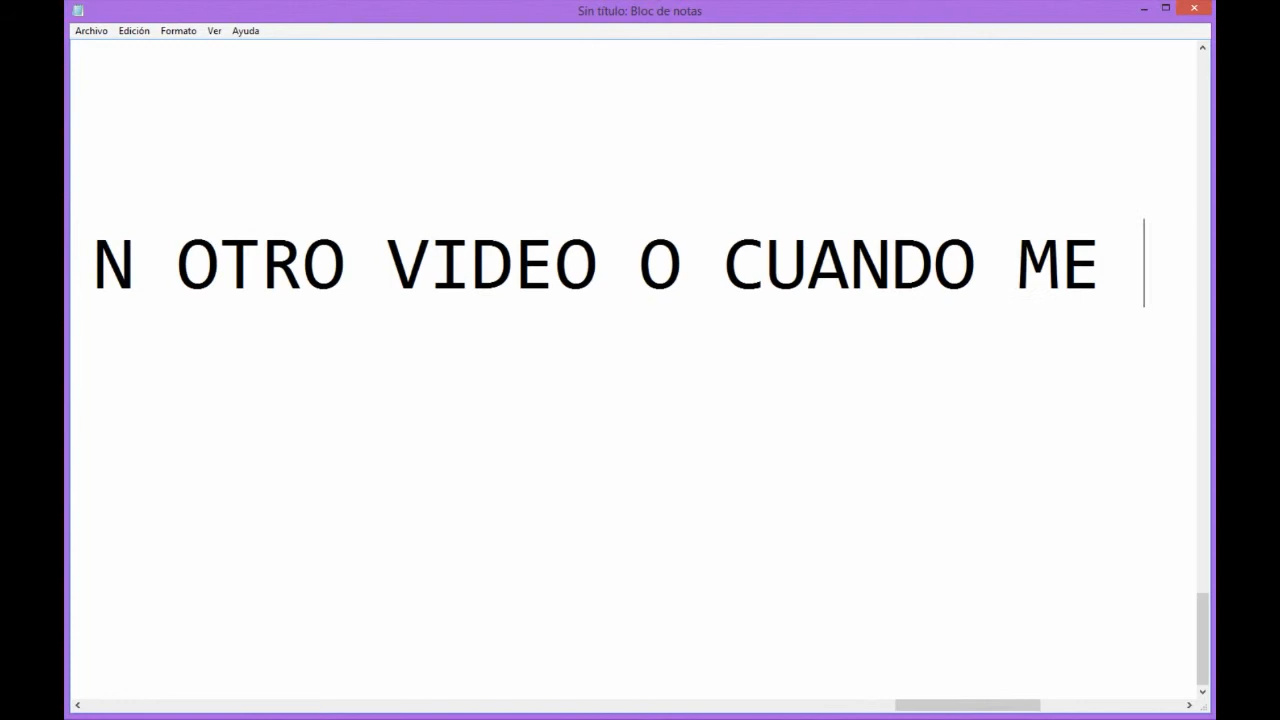 Sin título: Bloc de notas
Archivo Edición Formato Ver Ayuda
N OTRO VIDEO O CUANDO ME